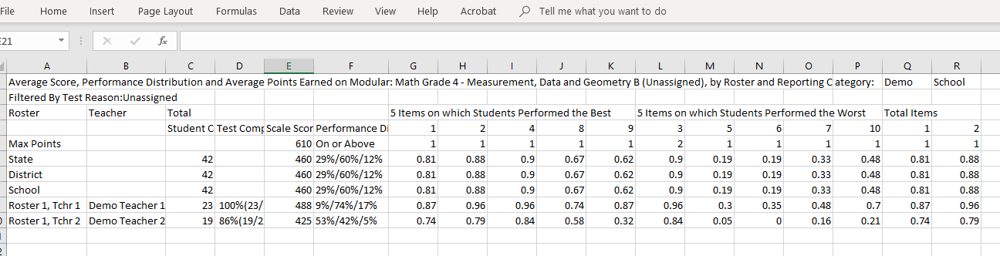 File Home Insert Page Layout Formulas Data Review View Help Acrobat Tell me what you want to do
E21 fx
A B C D E F G H I J K L M N O P Q R
Average Score, Performance Distribution and Average Points Earned on Modular: Math Grade 4 - Measurement, Data and Geometry B (Unassigned), by Roster and Reporting Category: Demo School
Filtered By Test Reason:Unassigned
Roster Teacher Total 5 Items on which Students Performed the Best 5 Items on which Students Performed the Worst Total Items
Student C Test Comp Scale Scor Performance Di 1 2 4 8 9 3 5 6 7 10 1 2
Max Points 610 On or Above 1 1 1 1 1 2 1 1 1 1 1 1
State 42 460 29%/60%/12% 0.81 0.88 0.9 0.67 0.62 0.9 0.19 0.19 0.33 0.48 0.81 0.88
District 42 460 29%/60%/12% 0.81 0.88 0.9 0.67 0.62 0.9 0.19 0.19 0.33 0.48 0.81 0.88
School 42 460 29%/60%/12% 0.81 0.88 0.9 0.67 0.62 0.9 0.19 0.19 0.33 0.48 0.81 0.88
Roster 1, Tchr 1 Demo Teacher 1 23 100%(23/ 488 9%/74%/17% 0.87 0.96 0.96 0.74 0.87 0.96 0.3 0.35 0.48 0.7 0.87 0.96
Roster 1, Tchr 2 Demo Teacher 2 19 86%(19/2 425 53%/42%/5% 0.74 0.79 0.84 0.58 0.32 0.84 0.05 0 0.16 0.21 0.74 0.79